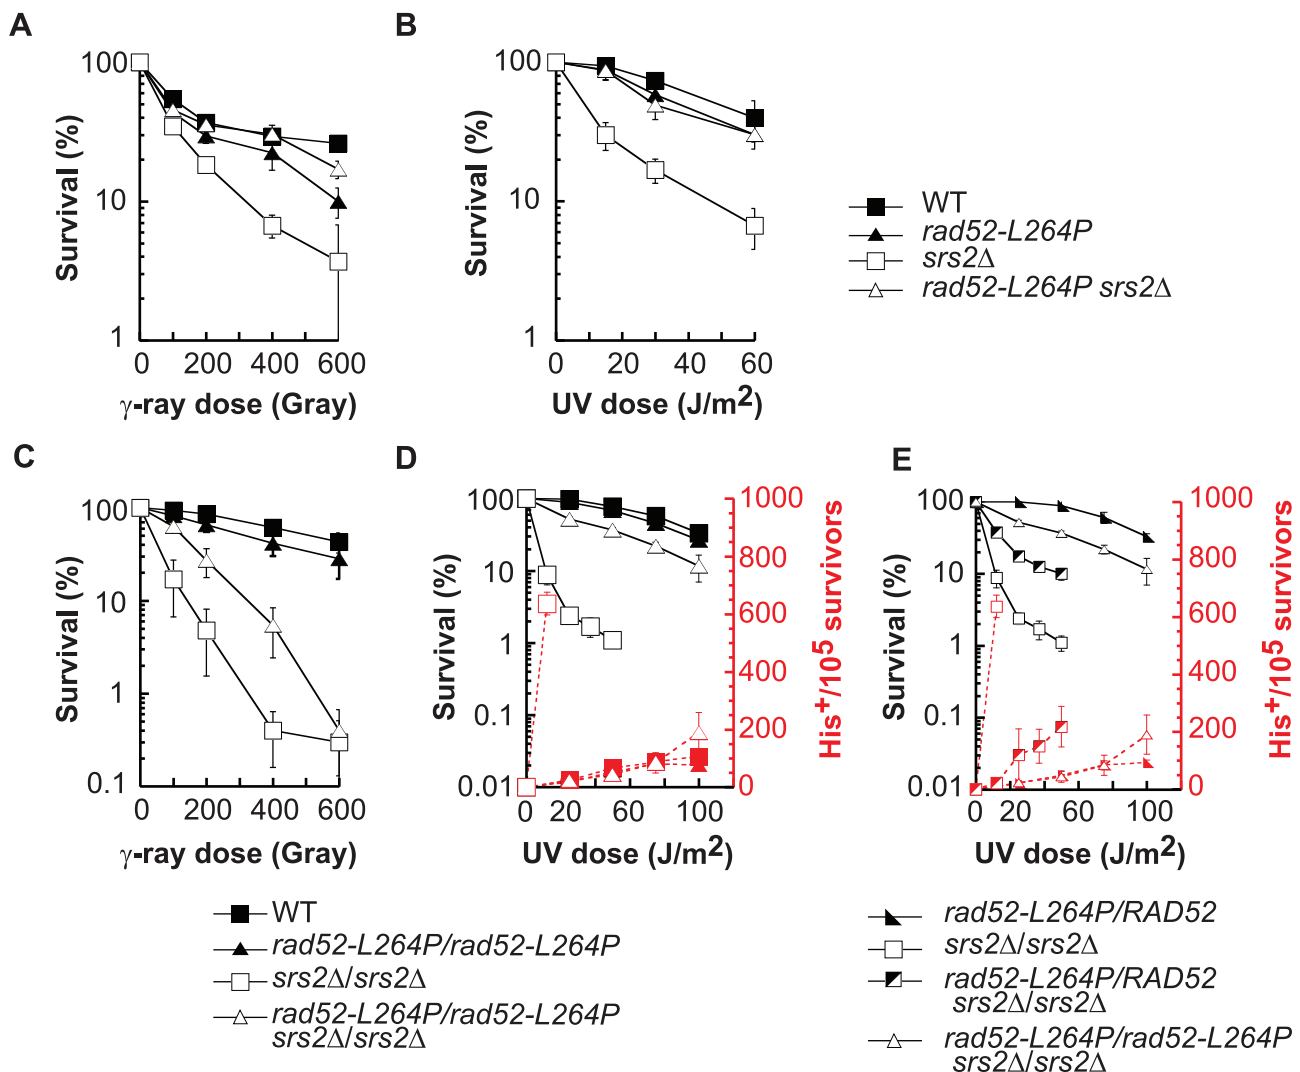 A
100
10
1
Survival (%)
0 200 400 600
γ-ray dose (Gray)
B
100
10
1
Survival (%)
0 20 40 60
UV dose (J/m²)
WT
rad52-L264P
srs2Δ
rad52-L264P srs2Δ
C
100
10
1
0.1
Survival (%)
0 200 400 600
γ-ray dose (Gray)
D
100
10
1
0.1
0.01
Survival (%)
0 20 60 100
UV dose (J/m²)
1000
800
600
400
200
0
His⁺/10⁵ survivors
E
100
10
1
0.1
0.01
Survival (%)
0 20 60 100
UV dose (J/m²)
1000
800
600
400
200
0
His⁺/10⁵ survivors
WT
rad52-L264P/rad52-L264P
srs2Δ/srs2Δ
rad52-L264P/rad52-L264P
srs2Δ/srs2Δ
rad52-L264P/RAD52
srs2Δ/srs2Δ
rad52-L264P/RAD52
srs2Δ/srs2Δ
rad52-L264P/rad52-L264P
srs2Δ/srs2Δ